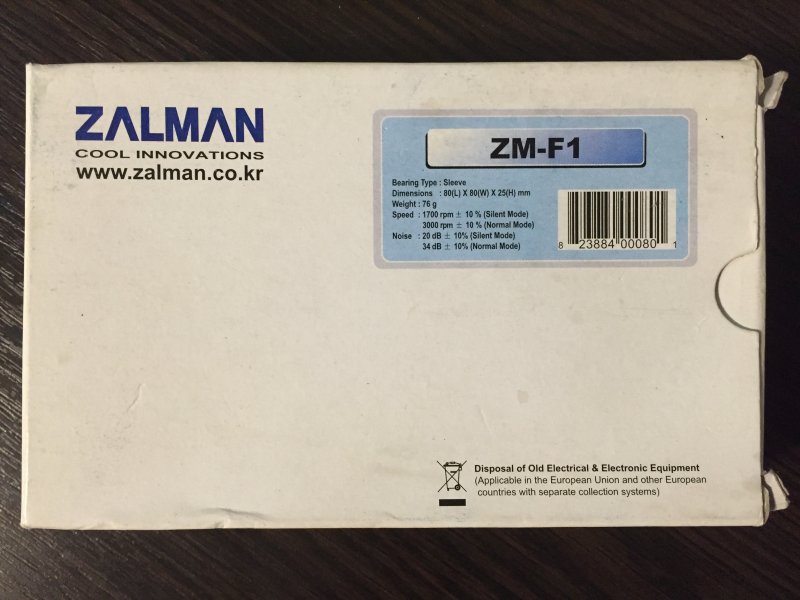 ZALMAN
COOL INNOVATIONS
www.zalman.co.kr
ZM-F1
Bearing Type : Sleeve
Dimensions : 80(L) X 80(W) X 25(H) mm
Weight : 76 g
Speed : 1700 rpm ± 10 % (Silent Mode)
3000 rpm ± 10 % (Normal Mode)
Noise : 20 dB ± 10% (Silent Mode)
34 dB ± 10% (Normal Mode)
8 23884 00080 1
Disposal of Old Electrical & Electronic Equipment
(Applicable in the European Union and other European
countries with separate collection systems)